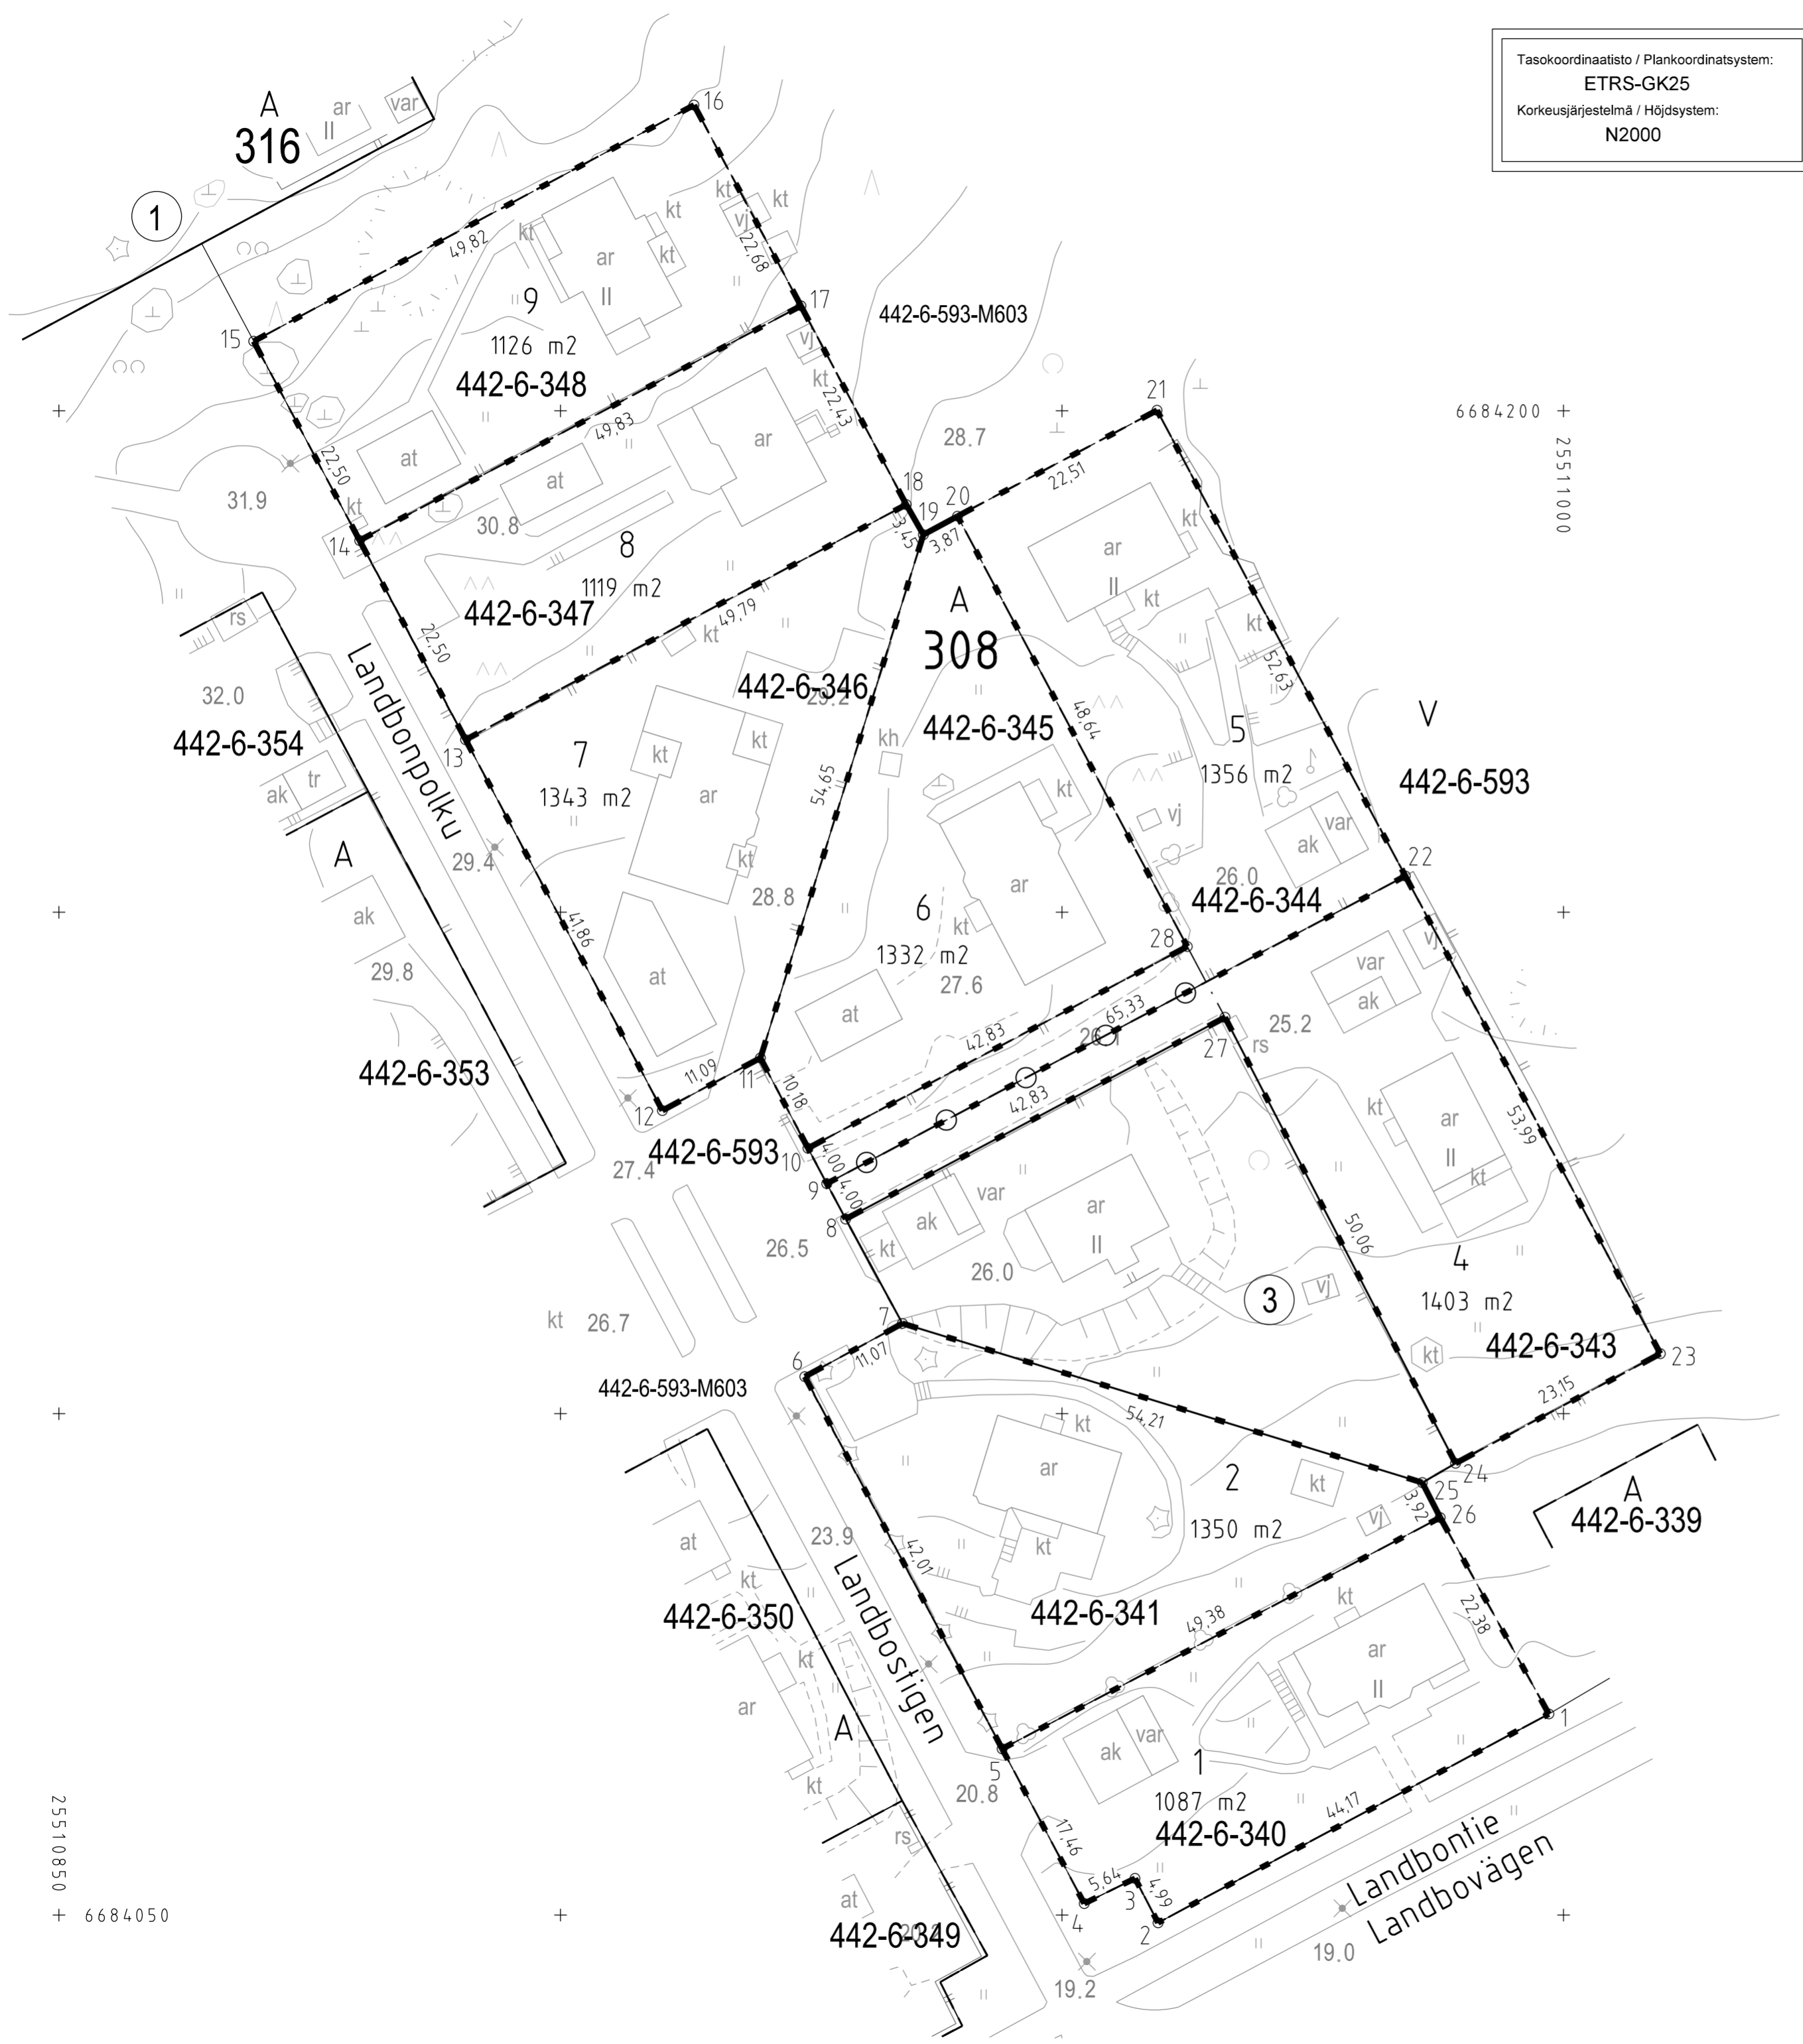 Tasokoordinaatisto / Plankoordinatsystem:
ETRS-GK25
Korkeusjärjestelmä / Höjdsystem:
N2000
A
316
ar
II
var
1
16
49,82
kt
kt
kt
vj
kt
kt
22,68
ar
II
9
1126 m2
442-6-348
15
17
442-6-593-M603
vj
kt
22,43
49,83
22,50
at
at
ar
31.9
kt
14
30.8
28.7
21
6684200
25511000
22,51
18
19
20
3,45
3,87
8
1119 m2
442-6-347
49,79
kt
22,50
rs
32.0
442-6-354
tr
ak
Landbonpolku
13
7
1343 m2
442-6-346
29.2
kt
kt
ar
kt
54,65
A
308
442-6-345
kh
ar
II
kt
kt
kt
52,63
48,64
5
1356 m2
V
442-6-593
vj
var
ak
22
26.0
442-6-344
A
ak
29.4
29.8
41,86
at
28.8
6
1332 m2
27.6
kt
ar
kt
at
28
442-6-353
12
11,09
11
10,18
42,83
65,33
42,83
27
rs
25.2
var
ak
vj
10
4,00
9
4,00
8
442-6-593
27.4
26.5
kt
ak
var
ar
II
26.0
kt
26.7
50,06
ar
II
kt
kt
53,99
3
vj
4
1403 m2
442-6-343
kt
23
23,15
7
6
11,07
442-6-593-M603
54,21
24
25
26
3,92
2
1350 m2
kt
vj
kt
ar
kt
A
442-6-339
23.9
42,01
at
kt
442-6-350
kt
ar
A
kt
Landbostigen
442-6-341
49,38
22,38
kt
ar
II
1
5
20.8
ak
var
1
1087 m2
442-6-340
44,17
17,46
5,64
4,99
4
3
2
rs
at
442-6-349
Landbontie
Landbovägen
19.2
19.0
25510850
6684050